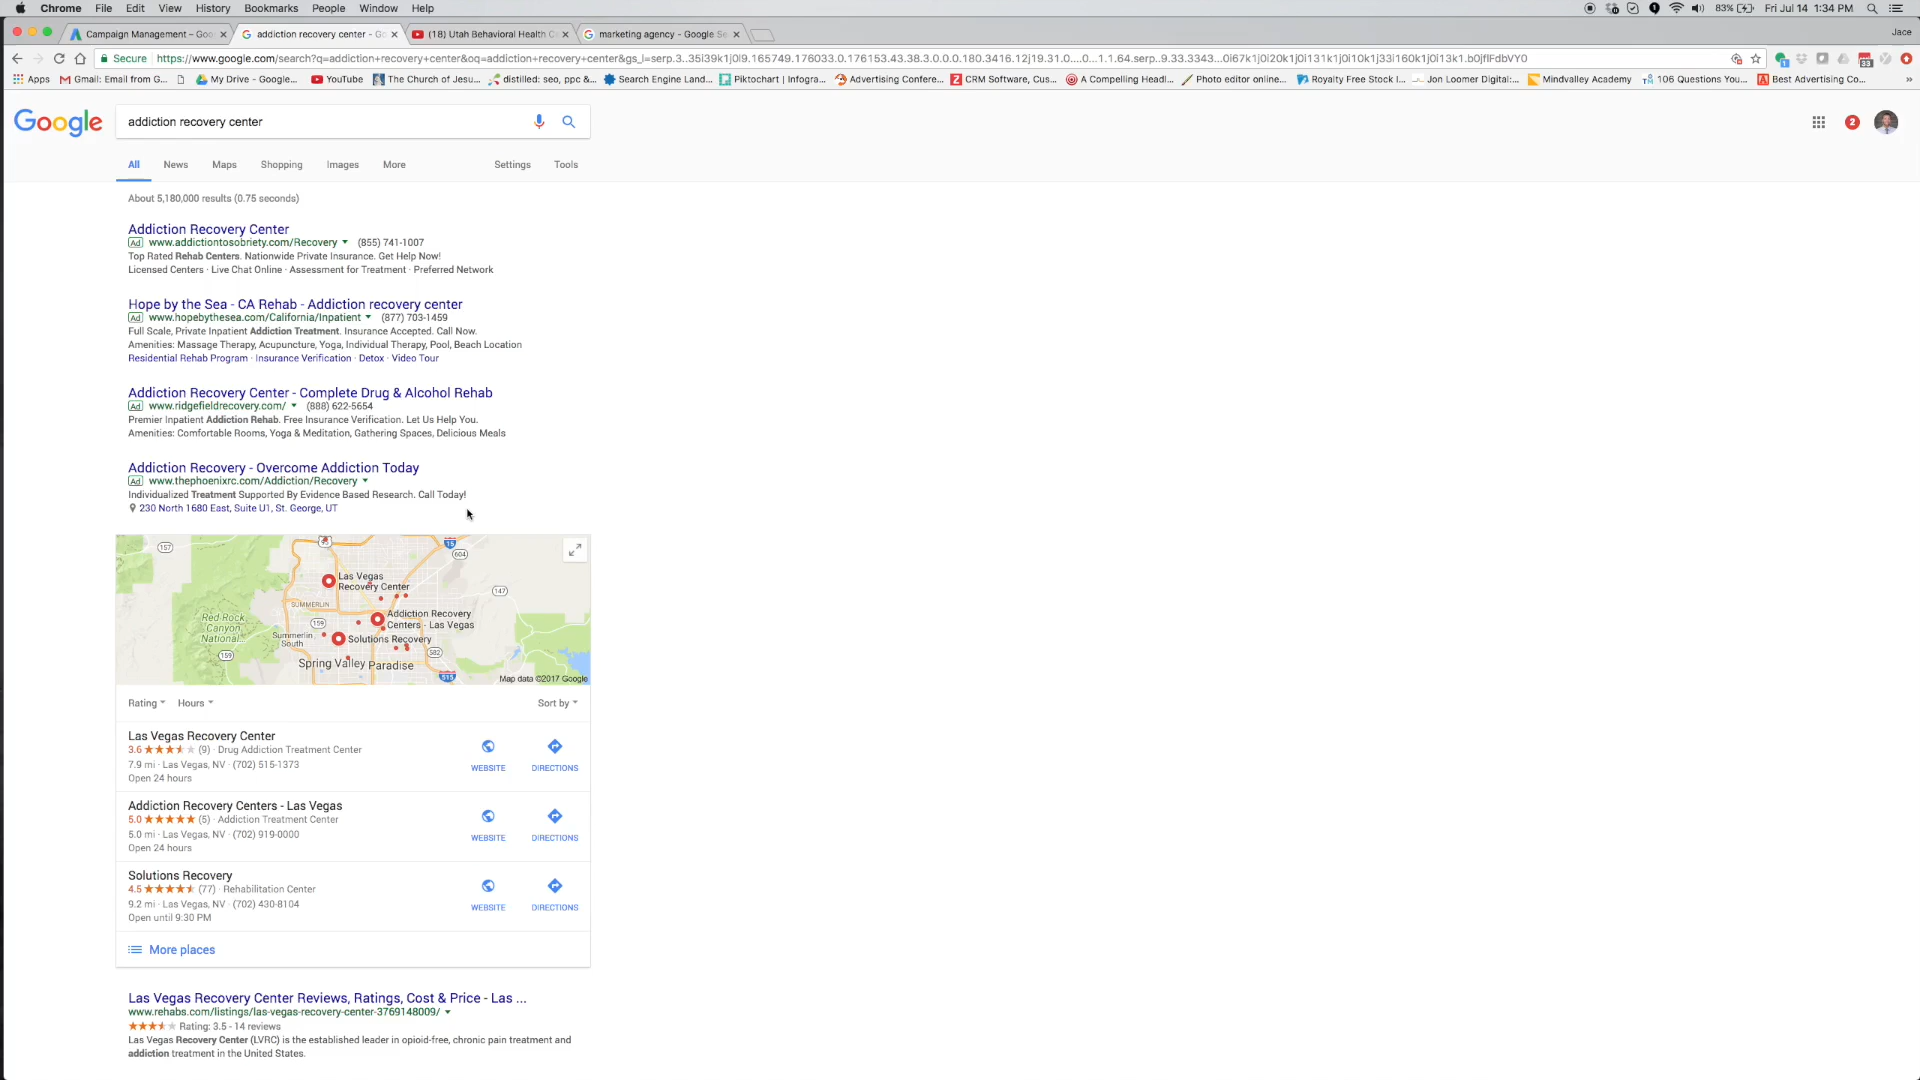 Chrome File Edit View History Bookmarks People Window Help
83% Fri Jul 14 1:34 PM
Campaign Management – Goo
addiction recovery center - Go
(18) Utah Behavioral Health C
marketing agency - Google Se
Jace
Secure
Apps
Gmail: Email from G...
My Drive - Google...
YouTube
The Church of Jesu...
distilled: seo, ppc &...
Search Engine Land...
Piktochart | Infogra...
Advertising Confere...
CRM Software, Cus...
A Compelling Headl...
Photo editor online...
Royalty Free Stock I...
Jon Loomer Digital:...
Mindvalley Academy
106 Questions You...
Best Advertising Co...
»
Google
addiction recovery center
2
All News Maps Shopping Images More Settings Tools
About 5,180,000 results (0.75 seconds)
Addiction Recovery Center
Ad www.addictiontosobriety.com/Recovery (855) 741-1007
Top Rated Rehab Centers. Nationwide Private Insurance. Get Help Now!
Licensed Centers · Live Chat Online · Assessment for Treatment · Preferred Network
Hope by the Sea - CA Rehab - Addiction recovery center
Ad www.hopebythesea.com/California/Inpatient (877) 703-1459
Full Scale, Private Inpatient Addiction Treatment. Insurance Accepted. Call Now.
Amenities: Massage Therapy, Acupuncture, Yoga, Individual Therapy, Pool, Beach Location
Residential Rehab Program · Insurance Verification · Detox · Video Tour
Addiction Recovery Center - Complete Drug & Alcohol Rehab
Ad www.ridgefieldrecovery.com/ (888) 622-5654
Premier Inpatient Addiction Rehab. Free Insurance Verification. Let Us Help You.
Amenities: Comfortable Rooms, Yoga & Meditation, Gathering Spaces, Delicious Meals
Addiction Recovery - Overcome Addiction Today
Ad www.thephoenixrc.com/Addiction/Recovery
Individualized Treatment Supported By Evidence Based Research. Call Today!
230 North 1680 East, Suite U1, St. George, UT
157
95
15
604
Las Vegas
Recovery Center
147
SUMMERLIN
Addiction Recovery
Centers - Las Vegas
Red Rock
Canyon
National...
159
Summerlin
South
Solutions Recovery
159
582
Spring Valley Paradise
515
Map data ©2017 Google
Rating Hours Sort by
Las Vegas Recovery Center
3.6 (9) · Drug Addiction Treatment Center
7.9 mi · Las Vegas, NV · (702) 515-1373
Open 24 hours
WEBSITE DIRECTIONS
Addiction Recovery Centers - Las Vegas
5.0 (5) · Addiction Treatment Center
5.0 mi · Las Vegas, NV · (702) 919-0000
Open 24 hours
WEBSITE DIRECTIONS
Solutions Recovery
4.5 (77) · Rehabilitation Center
9.2 mi · Las Vegas, NV · (702) 430-8104
Open until 9:30 PM
WEBSITE DIRECTIONS
More places
Las Vegas Recovery Center Reviews, Ratings, Cost & Price - Las ...
www.rehabs.com/listings/las-vegas-recovery-center-3769148009/
Rating: 3.5 - 14 reviews
Las Vegas Recovery Center (LVRC) is the established leader in opioid-free, chronic pain treatment and
addiction treatment in the United States.